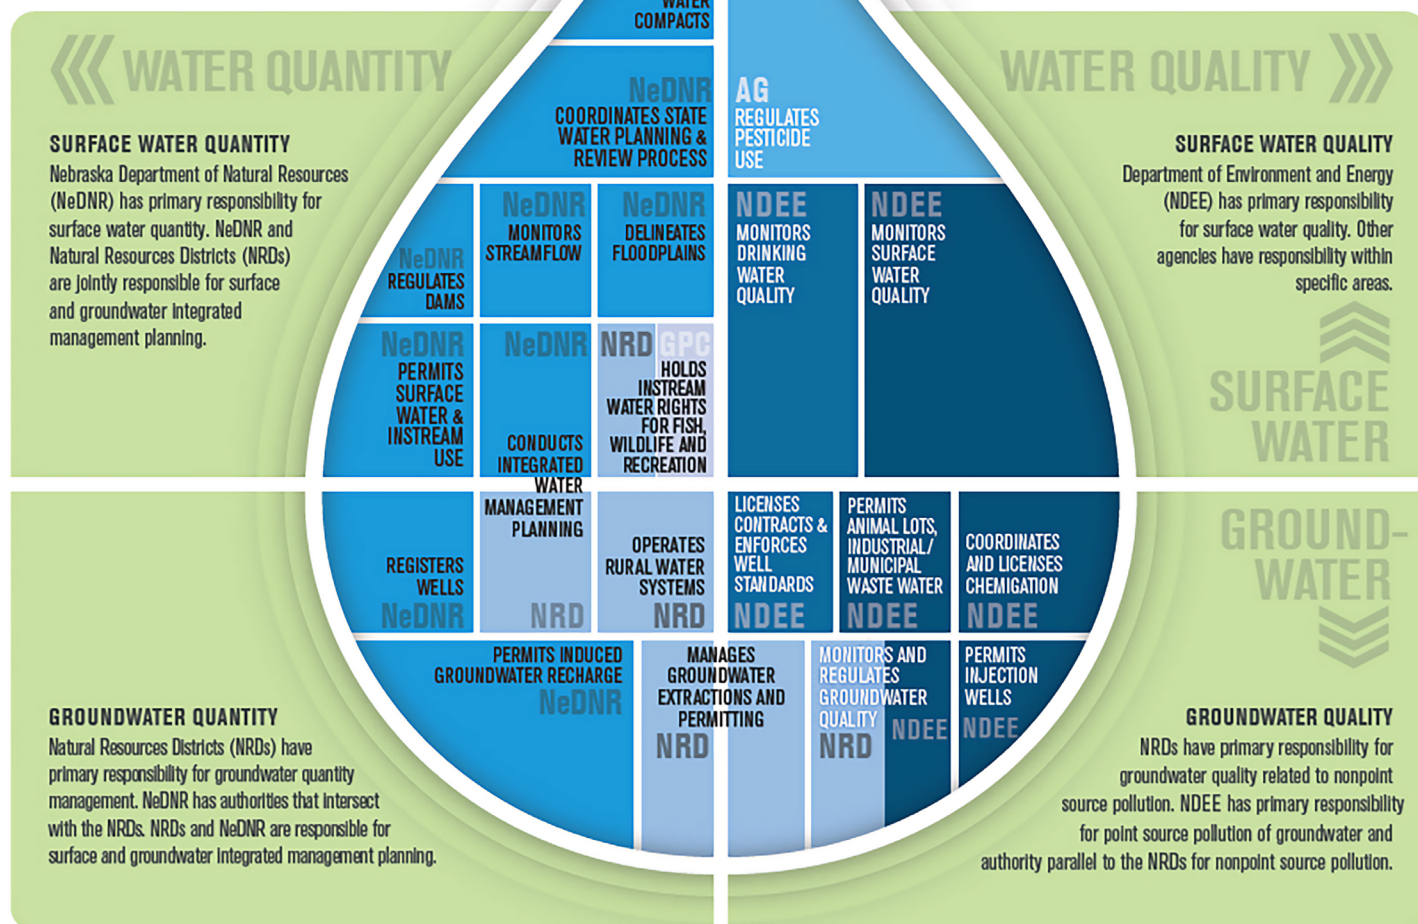 WATER
COMPACTS
WATER QUANTITY
SURFACE WATER QUANTITY
Nebraska Department of Natural Resources
(NeDNR) has primary responsibility for
surface water quantity. NeDNR and
Natural Resources Districts (NRDs)
are jointly responsible for surface
and groundwater integrated
management planning.
NeDNR
COORDINATES STATE
WATER PLANNING &
REVIEW PROCESS
AG
REGULATES
PESTICIDE
USE
WATER QUALITY
SURFACE WATER QUALITY
Department of Environment and Energy
(NDEE) has primary responsibility
for surface water quality. Other
agencies have responsibility within
specific areas.
SURFACE
WATER
NeDNR
REGULATES
DAMS
NeDNR
MONITORS
STREAMFLOW
NeDNR
DELINEATES
FLOODPLAINS
NDEE
MONITORS
DRINKING
WATER
QUALITY
NDEE
MONITORS
SURFACE
WATER
QUALITY
NeDNR
PERMITS
SURFACE
WATER &
INSTREAM
USE
NeDNR
CONDUCTS
INTEGRATED
WATER
MANAGEMENT
PLANNING
NRD
NRD GPC
HOLDS
INSTREAM
WATER RIGHTS
FOR FISH,
WILDLIFE AND
RECREATION
REGISTERS
WELLS
NeDNR
OPERATES
RURAL WATER
SYSTEMS
NRD
LICENSES
CONTRACTS &
ENFORCES
WELL
STANDARDS
NDEE
PERMITS
ANIMAL LOTS,
INDUSTRIAL/
MUNICIPAL
WASTE WATER
NDEE
COORDINATES
AND LICENSES
CHEMIGATION
NDEE
GROUND-
WATER
PERMITS INDUCED
GROUNDWATER RECHARGE
NeDNR
MANAGES
GROUNDWATER
EXTRACTIONS AND
PERMITTING
NRD
MONITORS AND
REGULATES
GROUNDWATER
QUALITY
NRD NDEE
PERMITS
INJECTION
WELLS
NDEE
GROUNDWATER QUANTITY
Natural Resources Districts (NRDs) have
primary responsibility for groundwater quantity
management. NeDNR has authorities that intersect
with the NRDs. NRDs and NeDNR are responsible for
surface and groundwater integrated management planning.
GROUNDWATER QUALITY
NRDs have primary responsibility for
groundwater quality related to nonpoint
source pollution. NDEE has primary responsibility
for point source pollution of groundwater and
authority parallel to the NRDs for nonpoint source pollution.